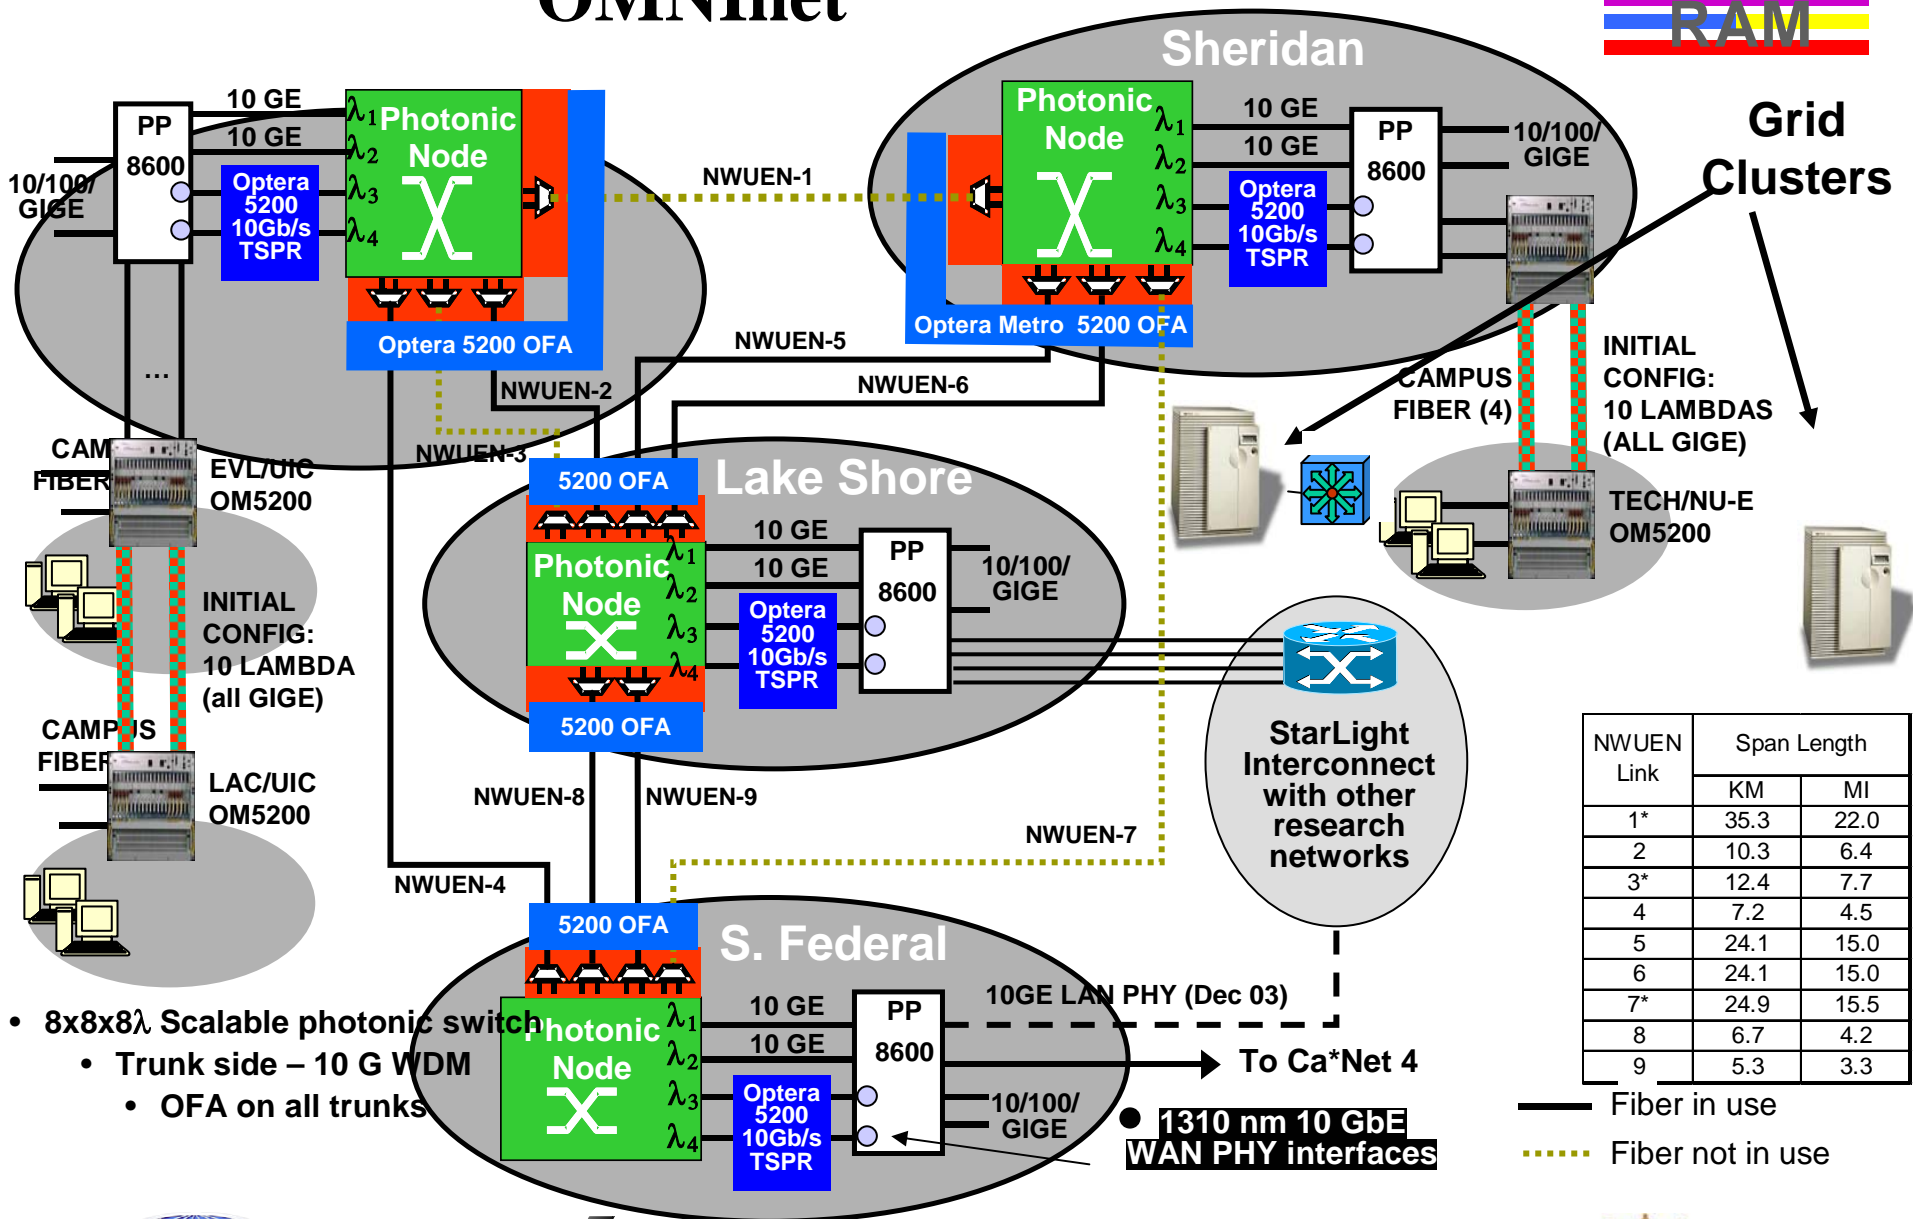 OMNInet
RAM
Sheridan
Grid
Clusters
10 GE
10 GE
PP
8600
10/100/
GIGE
Optera
5200
10Gb/s
TSPR
λ1
λ2
λ3
λ4
Photonic
Node
Optera 5200 OFA
...
NWUEN-1
Photonic
Node
λ1
λ2
λ3
λ4
10 GE
10 GE
Optera
5200
10Gb/s
TSPR
PP
8600
10/100/
GIGE
Optera Metro 5200 OFA
NWUEN-5
NWUEN-6
NWUEN-2
NWUEN-3
CAMPUS
FIBER (4)
INITIAL
CONFIG:
10 LAMBDAS
(ALL GIGE)
TECH/NU-E
OM5200
CAM
FIBER
EVL/UIC
OM5200
INITIAL
CONFIG:
10 LAMBDA
(all GIGE)
CAMPUS
FIBER
LAC/UIC
OM5200
Lake Shore
5200 OFA
Photonic
Node
λ1
λ2
λ3
λ4
10 GE
10 GE
Optera
5200
10Gb/s
TSPR
PP
8600
10/100/
GIGE
5200 OFA
StarLight
Interconnect
with other
research
networks
NWUEN-8
NWUEN-9
NWUEN-7
NWUEN-4
NWUEN Link Span Length
KM MI
1* 35.3 22.0
2 10.3 6.4
3* 12.4 7.7
4 7.2 4.5
5 24.1 15.0
6 24.1 15.0
7* 24.9 15.5
8 6.7 4.2
9 5.3 3.3
Fiber in use
Fiber not in use
S. Federal
5200 OFA
Photonic
Node
λ1
λ2
λ3
λ4
10 GE
10 GE
Optera
5200
10Gb/s
TSPR
PP
8600
10GE LAN PHY (Dec 03)
To Ca*Net 4
10/100/
GIGE
● 1310 nm 10 GbE
WAN PHY interfaces
• 8x8x8λ Scalable photonic switch
• Trunk side – 10 G WDM
• OFA on all trunks